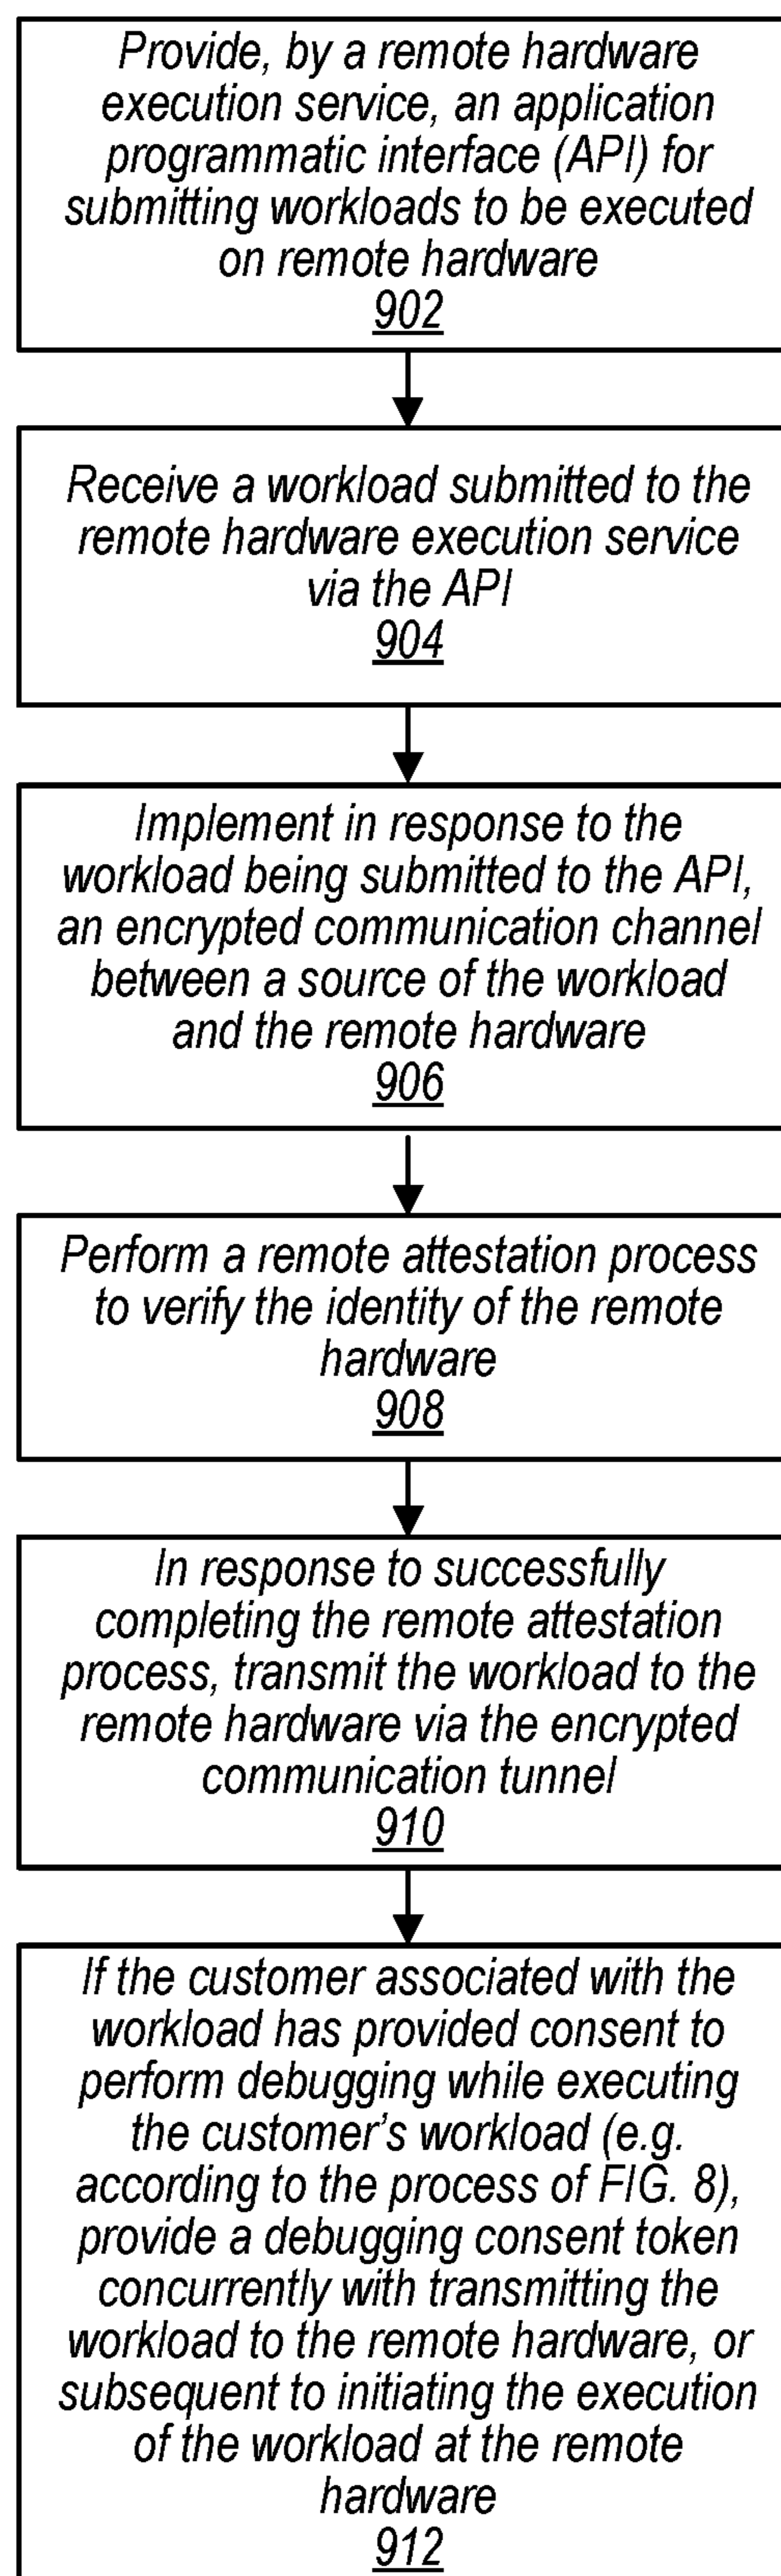 Provide, by a remote hardware
execution service, an application
programmatic interface (API) for
submitting workloads to be executed
on remote hardware
902
Receive a workload submitted to the
remote hardware execution service
via the API
904
Implement in response to the
workload being submitted to the API,
an encrypted communication channel
between a source of the workload
and the remote hardware
906
Perform a remote attestation process
to verify the identity of the remote
hardware
908
In response to successfully
completing the remote attestation
process, transmit the workload to the
remote hardware via the encrypted
communication tunnel
910
If the customer associated with the
workload has provided consent to
perform debugging while executing
the customer's workload (e.g.
according to the process of FIG. 8),
provide a debugging consent token
concurrently with transmitting the
workload to the remote hardware, or
subsequent to initiating the execution
of the workload at the remote
hardware
912